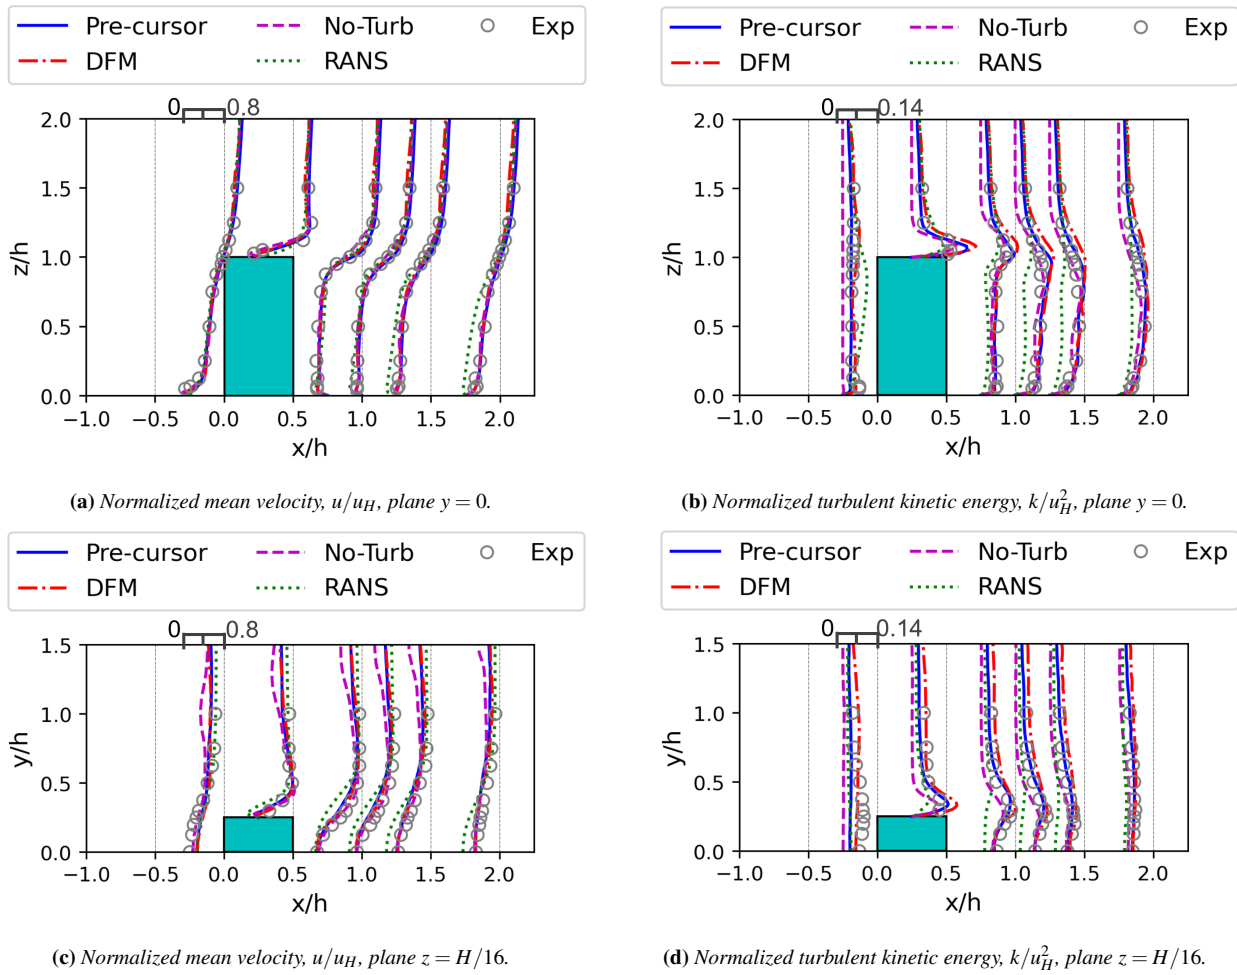 Pre-cursor No-Turb Exp
DFM RANS
0 0.8
2.0
1.5
1.0
0.5
0.0
z/h
−1.0 −0.5 0.0 0.5 1.0 1.5 2.0
x/h
(a) Normalized mean velocity, u/u_H, plane y = 0.
Pre-cursor No-Turb Exp
DFM RANS
0 0.14
2.0
1.5
1.0
0.5
0.0
z/h
−1.0 −0.5 0.0 0.5 1.0 1.5 2.0
x/h
(b) Normalized turbulent kinetic energy, k/u_H^2, plane y = 0.
Pre-cursor No-Turb Exp
DFM RANS
0 0.8
1.5
1.0
0.5
0.0
y/h
−1.0 −0.5 0.0 0.5 1.0 1.5 2.0
x/h
(c) Normalized mean velocity, u/u_H, plane z = H/16.
Pre-cursor No-Turb Exp
DFM RANS
0 0.14
1.5
1.0
0.5
0.0
y/h
−1.0 −0.5 0.0 0.5 1.0 1.5 2.0
x/h
(d) Normalized turbulent kinetic energy, k/u_H^2, plane z = H/16.